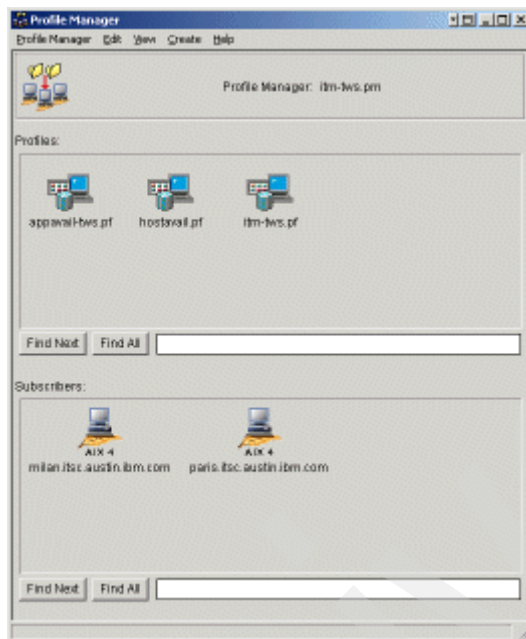 Profile Manager
Profile Manager Edit View Create Help
Profile Manager: itm-tws.pm
Profiles:
appavail-tws.pf hostavail.pf itm-tws.pf
Find Next Find All
Subscribers:
AIX 4 AIX 4
milan.itsc.austin.ibm.com paris.itsc.austin.ibm.com
Find Next Find All